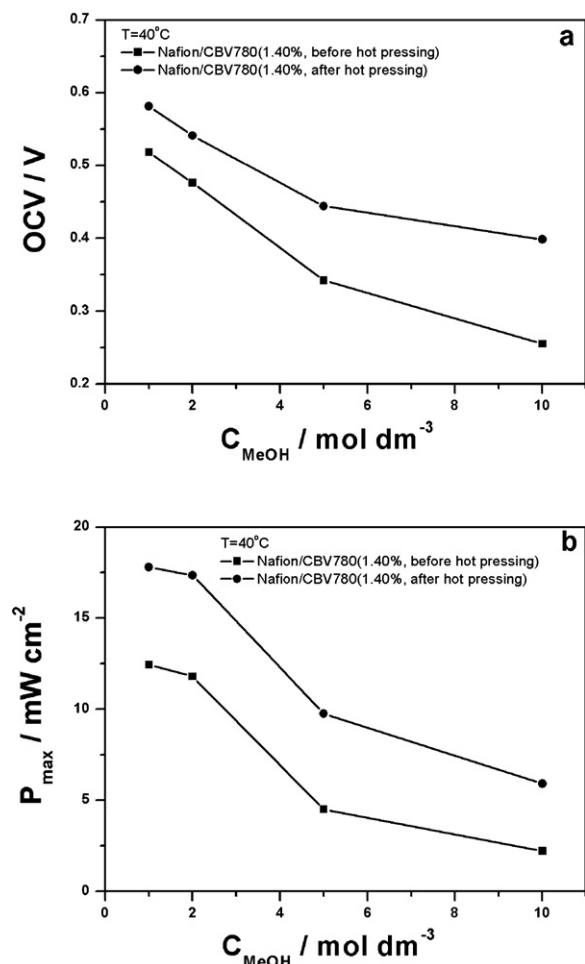 a
T=40°C
Nafion/CBV780(1.40%, before hot pressing)
Nafion/CBV780(1.40%, after hot pressing)
0.7
0.6
0.5
0.4
0.3
0.2
OCV / V
0 2 4 6 8 10
C_MeOH / mol dm⁻³
b
T=40°C
Nafion/CBV780(1.40%, before hot pressing)
Nafion/CBV780(1.40%, after hot pressing)
20
15
10
5
0
P_max / mW cm⁻²
0 2 4 6 8 10
C_MeOH / mol dm⁻³